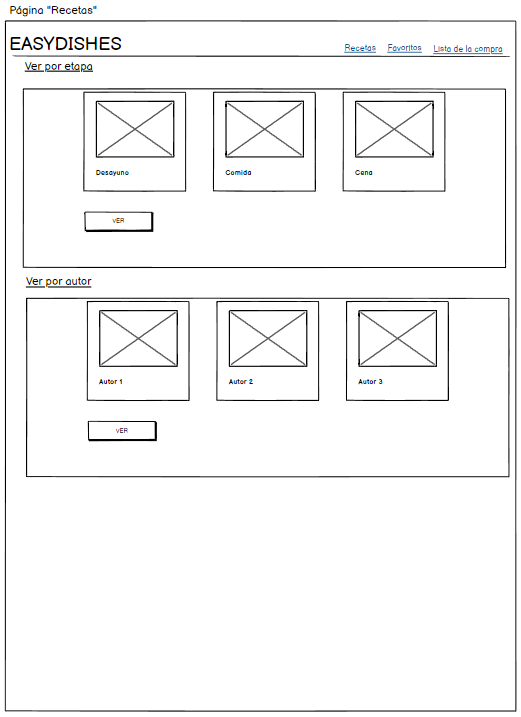 Página "Recetas"
EASYDISHES
Recetas Favoritos Lista de la compra
Ver por etapa
Desayuno Comida Cena
VER
Ver por autor
Autor 1 Autor 2 Autor 3
VER